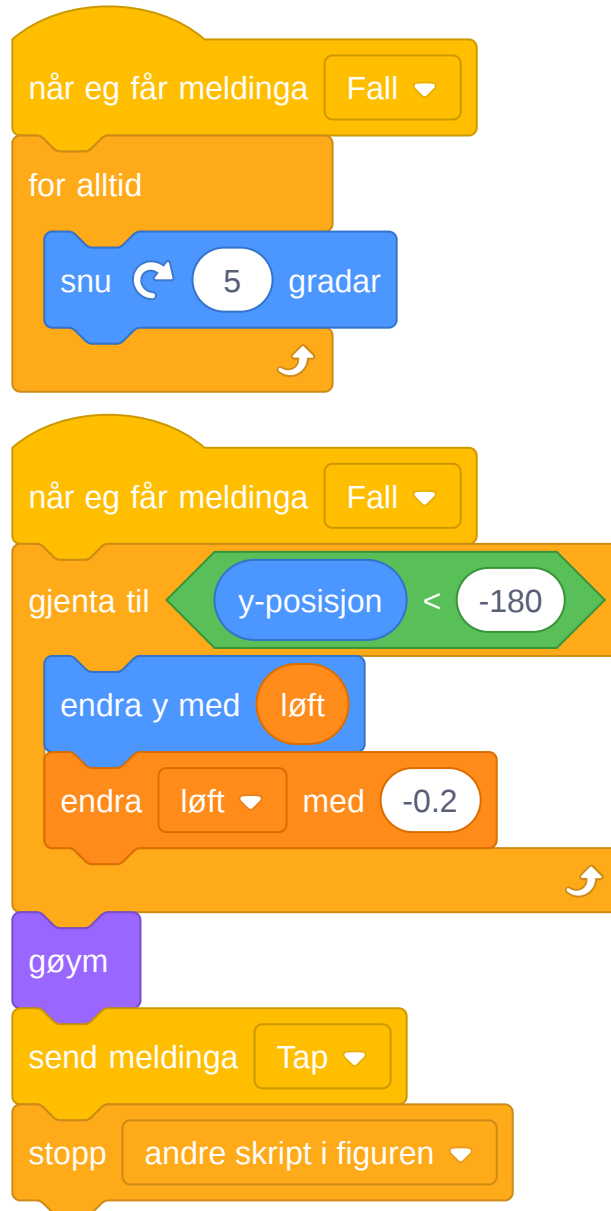 når eg får meldinga Fall
for alltid
snu 5 gradar
når eg får meldinga Fall
gjenta til y-posisjon < -180
endra y med løft
endra løft med -0.2
gøym
send meldinga Tap
stopp andre skript i figuren